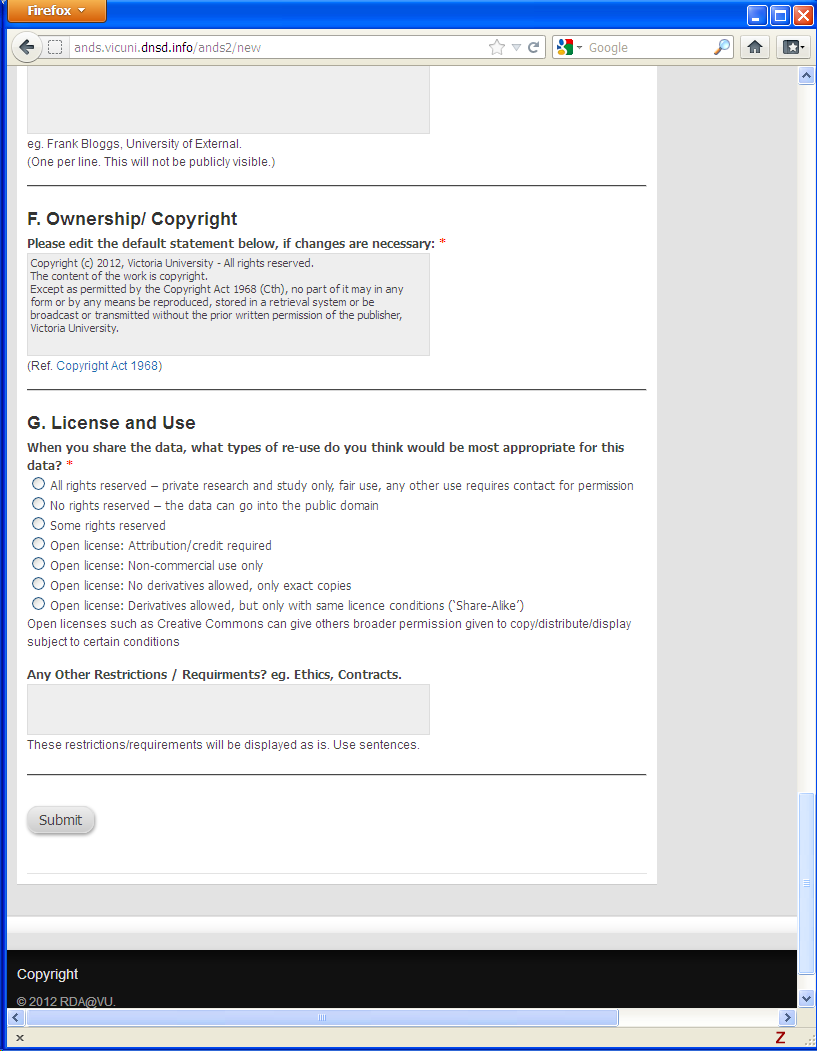 Firefox
ands.vicuni.dnsd.info/ands2/new
Google
eg. Frank Bloggs, University of External.
(One per line. This will not be publicly visible.)
F. Ownership/ Copyright
Please edit the default statement below, if changes are necessary: *
Copyright (c) 2012, Victoria University - All rights reserved.
The content of the work is copyright.
Except as permitted by the Copyright Act 1968 (Cth), no part of it may in any
form or by any means be reproduced, stored in a retrieval system or be
broadcast or transmitted without the prior written permission of the publisher,
Victoria University.
(Ref. Copyright Act 1968)
G. License and Use
When you share the data, what types of re-use do you think would be most appropriate for this
data? *
All rights reserved – private research and study only, fair use, any other use requires contact for permission
No rights reserved – the data can go into the public domain
Some rights reserved
Open license: Attribution/credit required
Open license: Non-commercial use only
Open license: No derivatives allowed, only exact copies
Open license: Derivatives allowed, but only with same licence conditions (‘Share-Alike’)
Open licenses such as Creative Commons can give others broader permission given to copy/distribute/display
subject to certain conditions
Any Other Restrictions / Requirments? eg. Ethics, Contracts.
These restrictions/requirements will be displayed as is. Use sentences.
Submit
Copyright
© 2012 RDA@VU.
x
Z